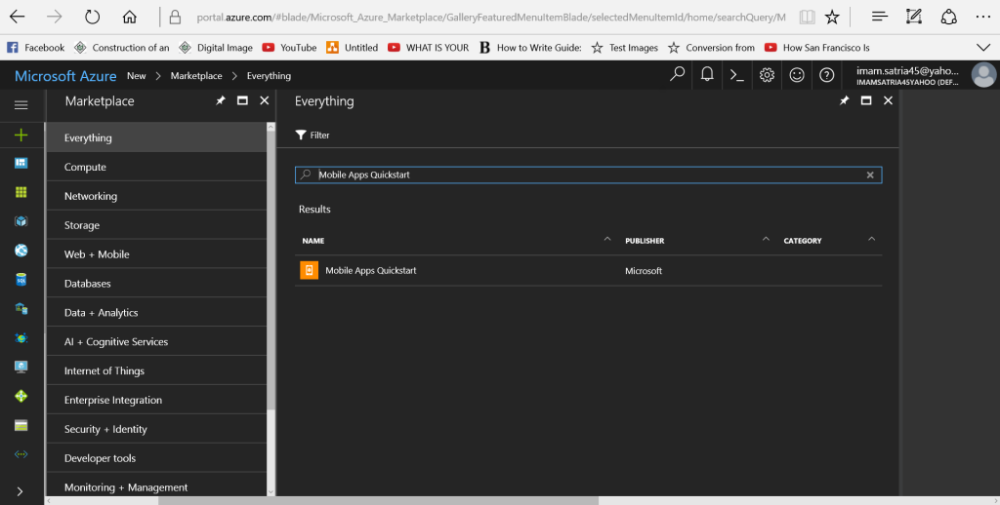 portal.azure.com/#blade/Microsoft_Azure_Marketplace/GalleryFeaturedMenuItemBlade/selectedMenuItemId/home/searchQuery/M
Facebook Construction of an Digital Image YouTube Untitled WHAT IS YOUR B How to Write Guide: Test Images Conversion from How San Francisco Is
Microsoft Azure New > Marketplace > Everything
imam.satria45@yaho...
IMAMSATRIA45YAHOO (DEF...
Marketplace
Everything
Compute
Networking
Storage
Web + Mobile
Databases
Data + Analytics
AI + Cognitive Services
Internet of Things
Enterprise Integration
Security + Identity
Developer tools
Monitoring + Management
Everything
Filter
Mobile Apps Quickstart
Results
NAME PUBLISHER CATEGORY
Mobile Apps Quickstart Microsoft